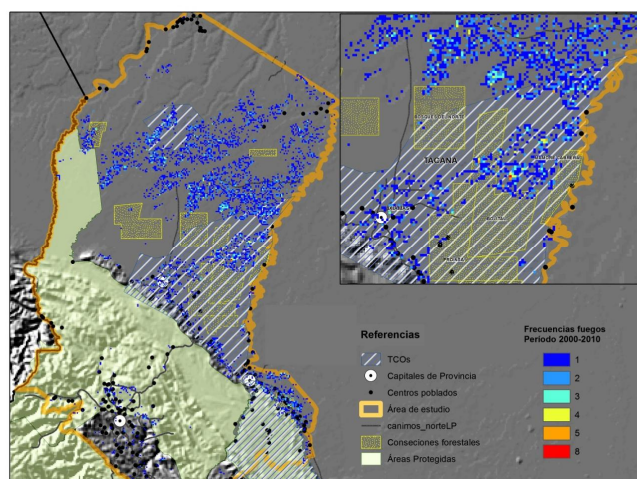 TACANA
Referencias
TCOs
Capitales de Provincia
Centros poblados
Área de estudio
canimos_norteLP
Conseciones forestales
Áreas Protegidas
Frecuencias fuegos
Periodo 2000-2010
1
2
3
4
5
8